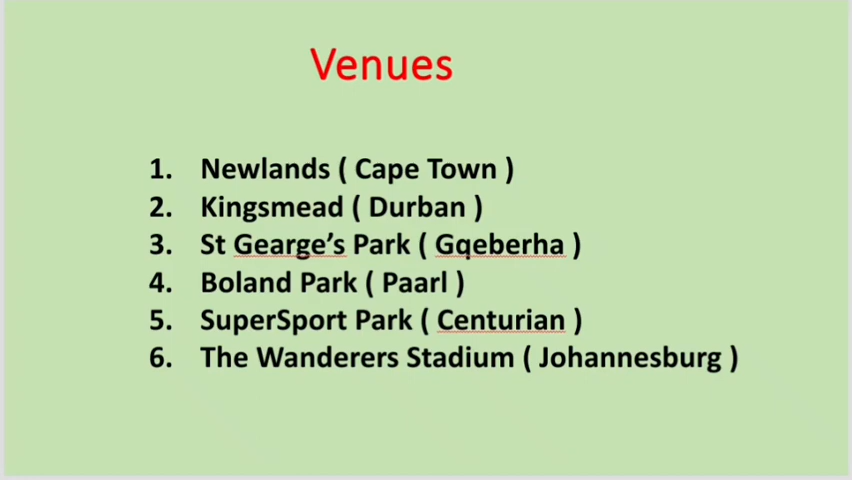 Venues
1. Newlands ( Cape Town )
2. Kingsmead ( Durban )
3. St Gearge’s Park ( Gqeberha )
4. Boland Park ( Paarl )
5. SuperSport Park ( Centurian )
6. The Wanderers Stadium ( Johannesburg )